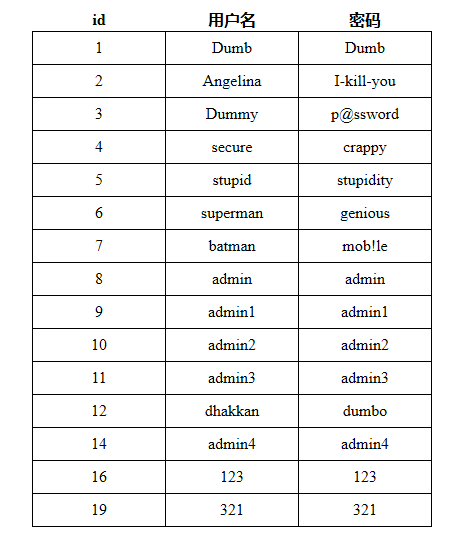 id 用户名 密码
1 Dumb Dumb
2 Angelina I-kill-you
3 Dummy p@ssword
4 secure crappy
5 stupid stupidity
6 superman genious
7 batman mob!le
8 admin admin
9 admin1 admin1
10 admin2 admin2
11 admin3 admin3
12 dhakkan dumbo
14 admin4 admin4
16 123 123
19 321 321